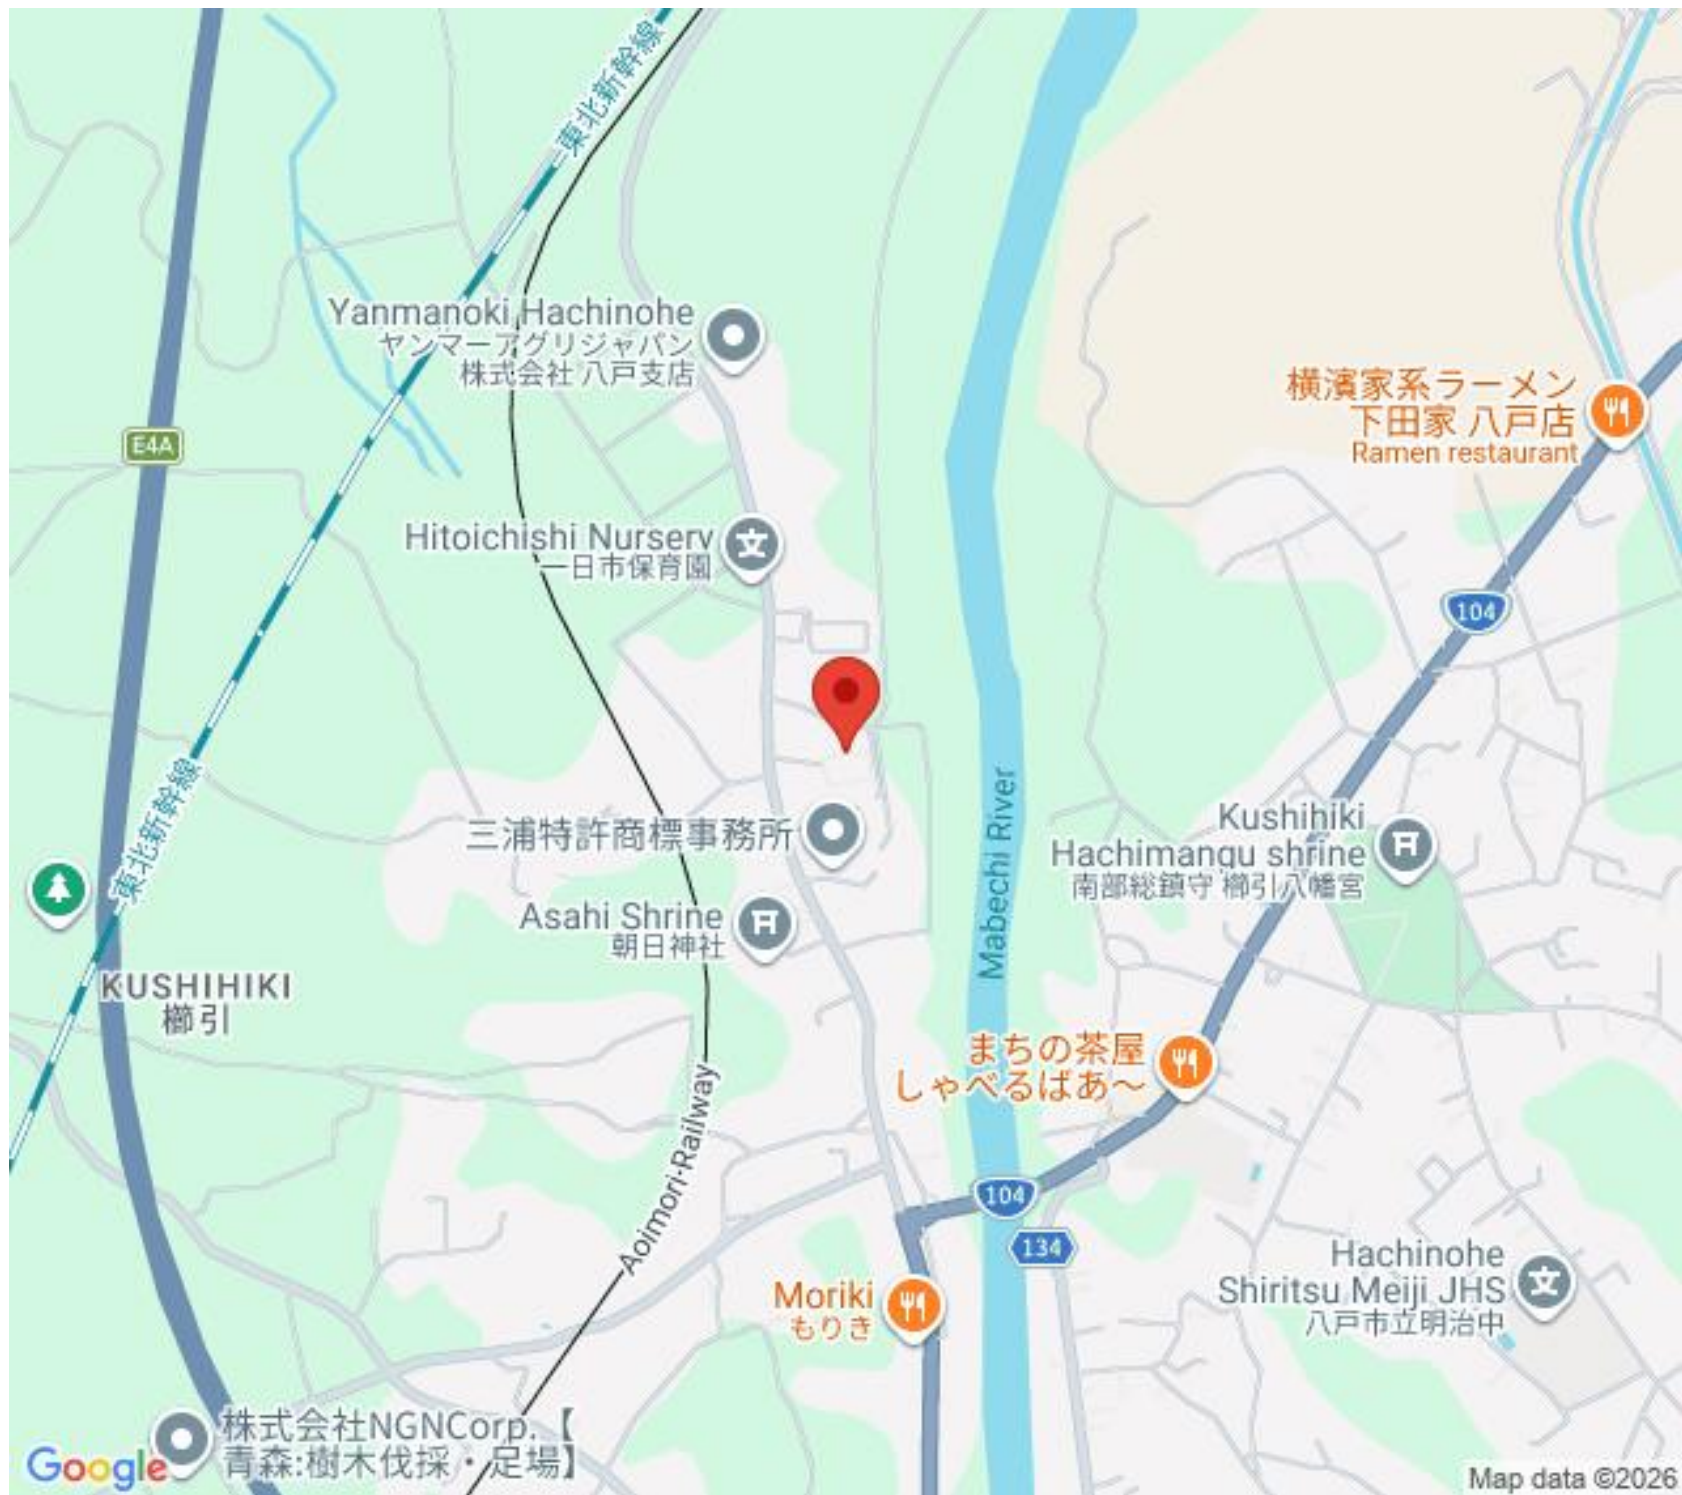 東北新幹線
Yanmanoki Hachinohe
ヤンマーアグリジャパン
株式会社 八戸支店
E4A
横濱家系ラーメン
下田家 八戸店
Ramen restaurant
Hitoichishi Nurserv
一日市保育園
104
東北新幹線
三浦特許商標事務所
Mabechi River
Kushihiki
Hachimanqu shrine
南部総鎮守 櫛引八幡宮
Asahi Shrine
朝日神社
KUSHIHIKI
櫛引
まちの茶屋
しゃべるばあ〜
Aoimori-Railway
104
134
Hachinohe
Shiritsu Meiji JHS
八戸市立明治中
Moriki
もりき
株式会社NGNCorp.【
青森:樹木伐採・足場】
Google
Map data ©2026